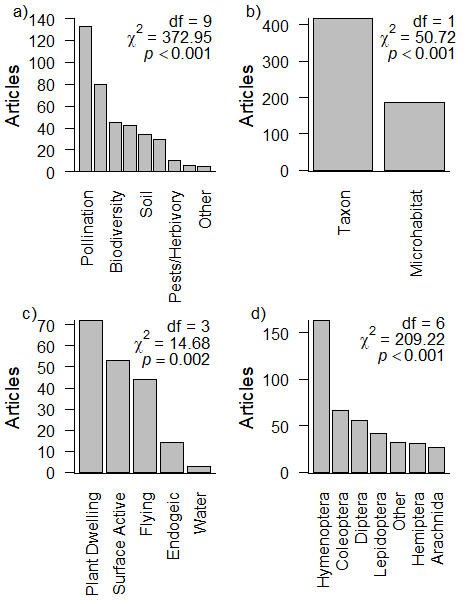 a)
df = 9
χ² = 372.95
p < 0.001
Articles
140
120
100
80
60
40
20
0
Pollination
Biodiversity
Soil
Pests/Herbivory
Other
b)
df = 1
χ² = 50.72
p < 0.001
Articles
400
300
200
100
0
Taxon
Microhabitat
c)
df = 3
χ² = 14.68
p = 0.002
Articles
70
60
50
40
30
20
10
0
Plant Dwelling
Surface Active
Flying
Endogeic
Water
d)
df = 6
χ² = 209.22
p < 0.001
Articles
150
100
50
0
Hymenoptera
Coleoptera
Diptera
Lepidoptera
Other
Hemiptera
Arachnida